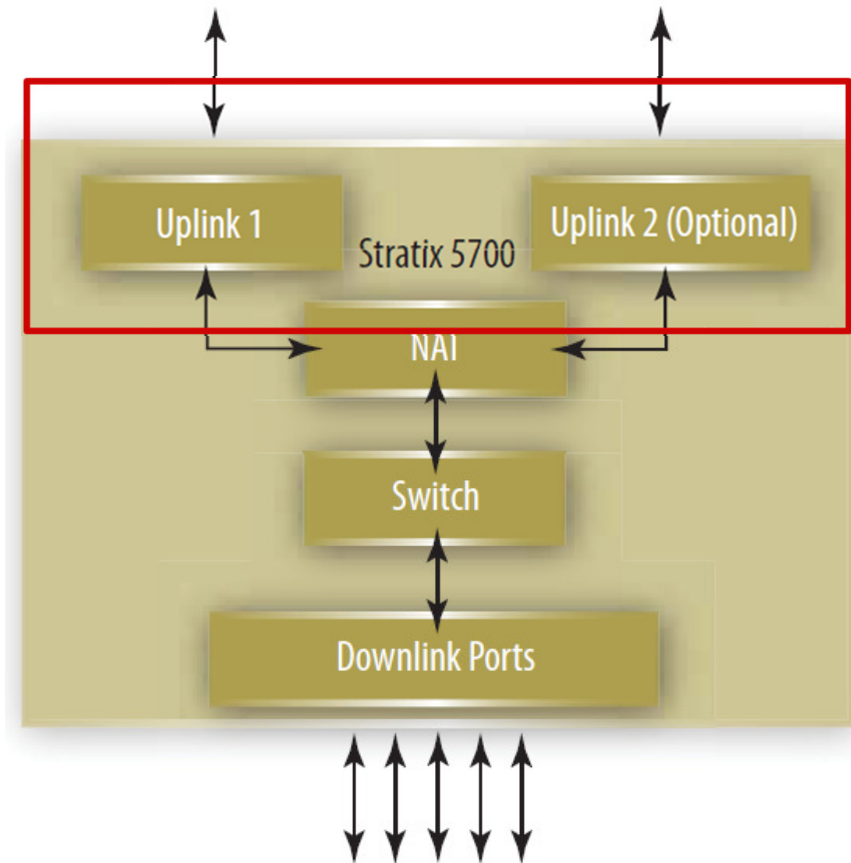 Uplink 1
Uplink 2 (Optional)
Stratix 5700
NAT
Switch
Downlink Ports